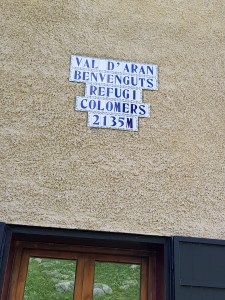 VAL D'ARAN
BENVENGUTS
REFUGI
COLOMERS
2135M